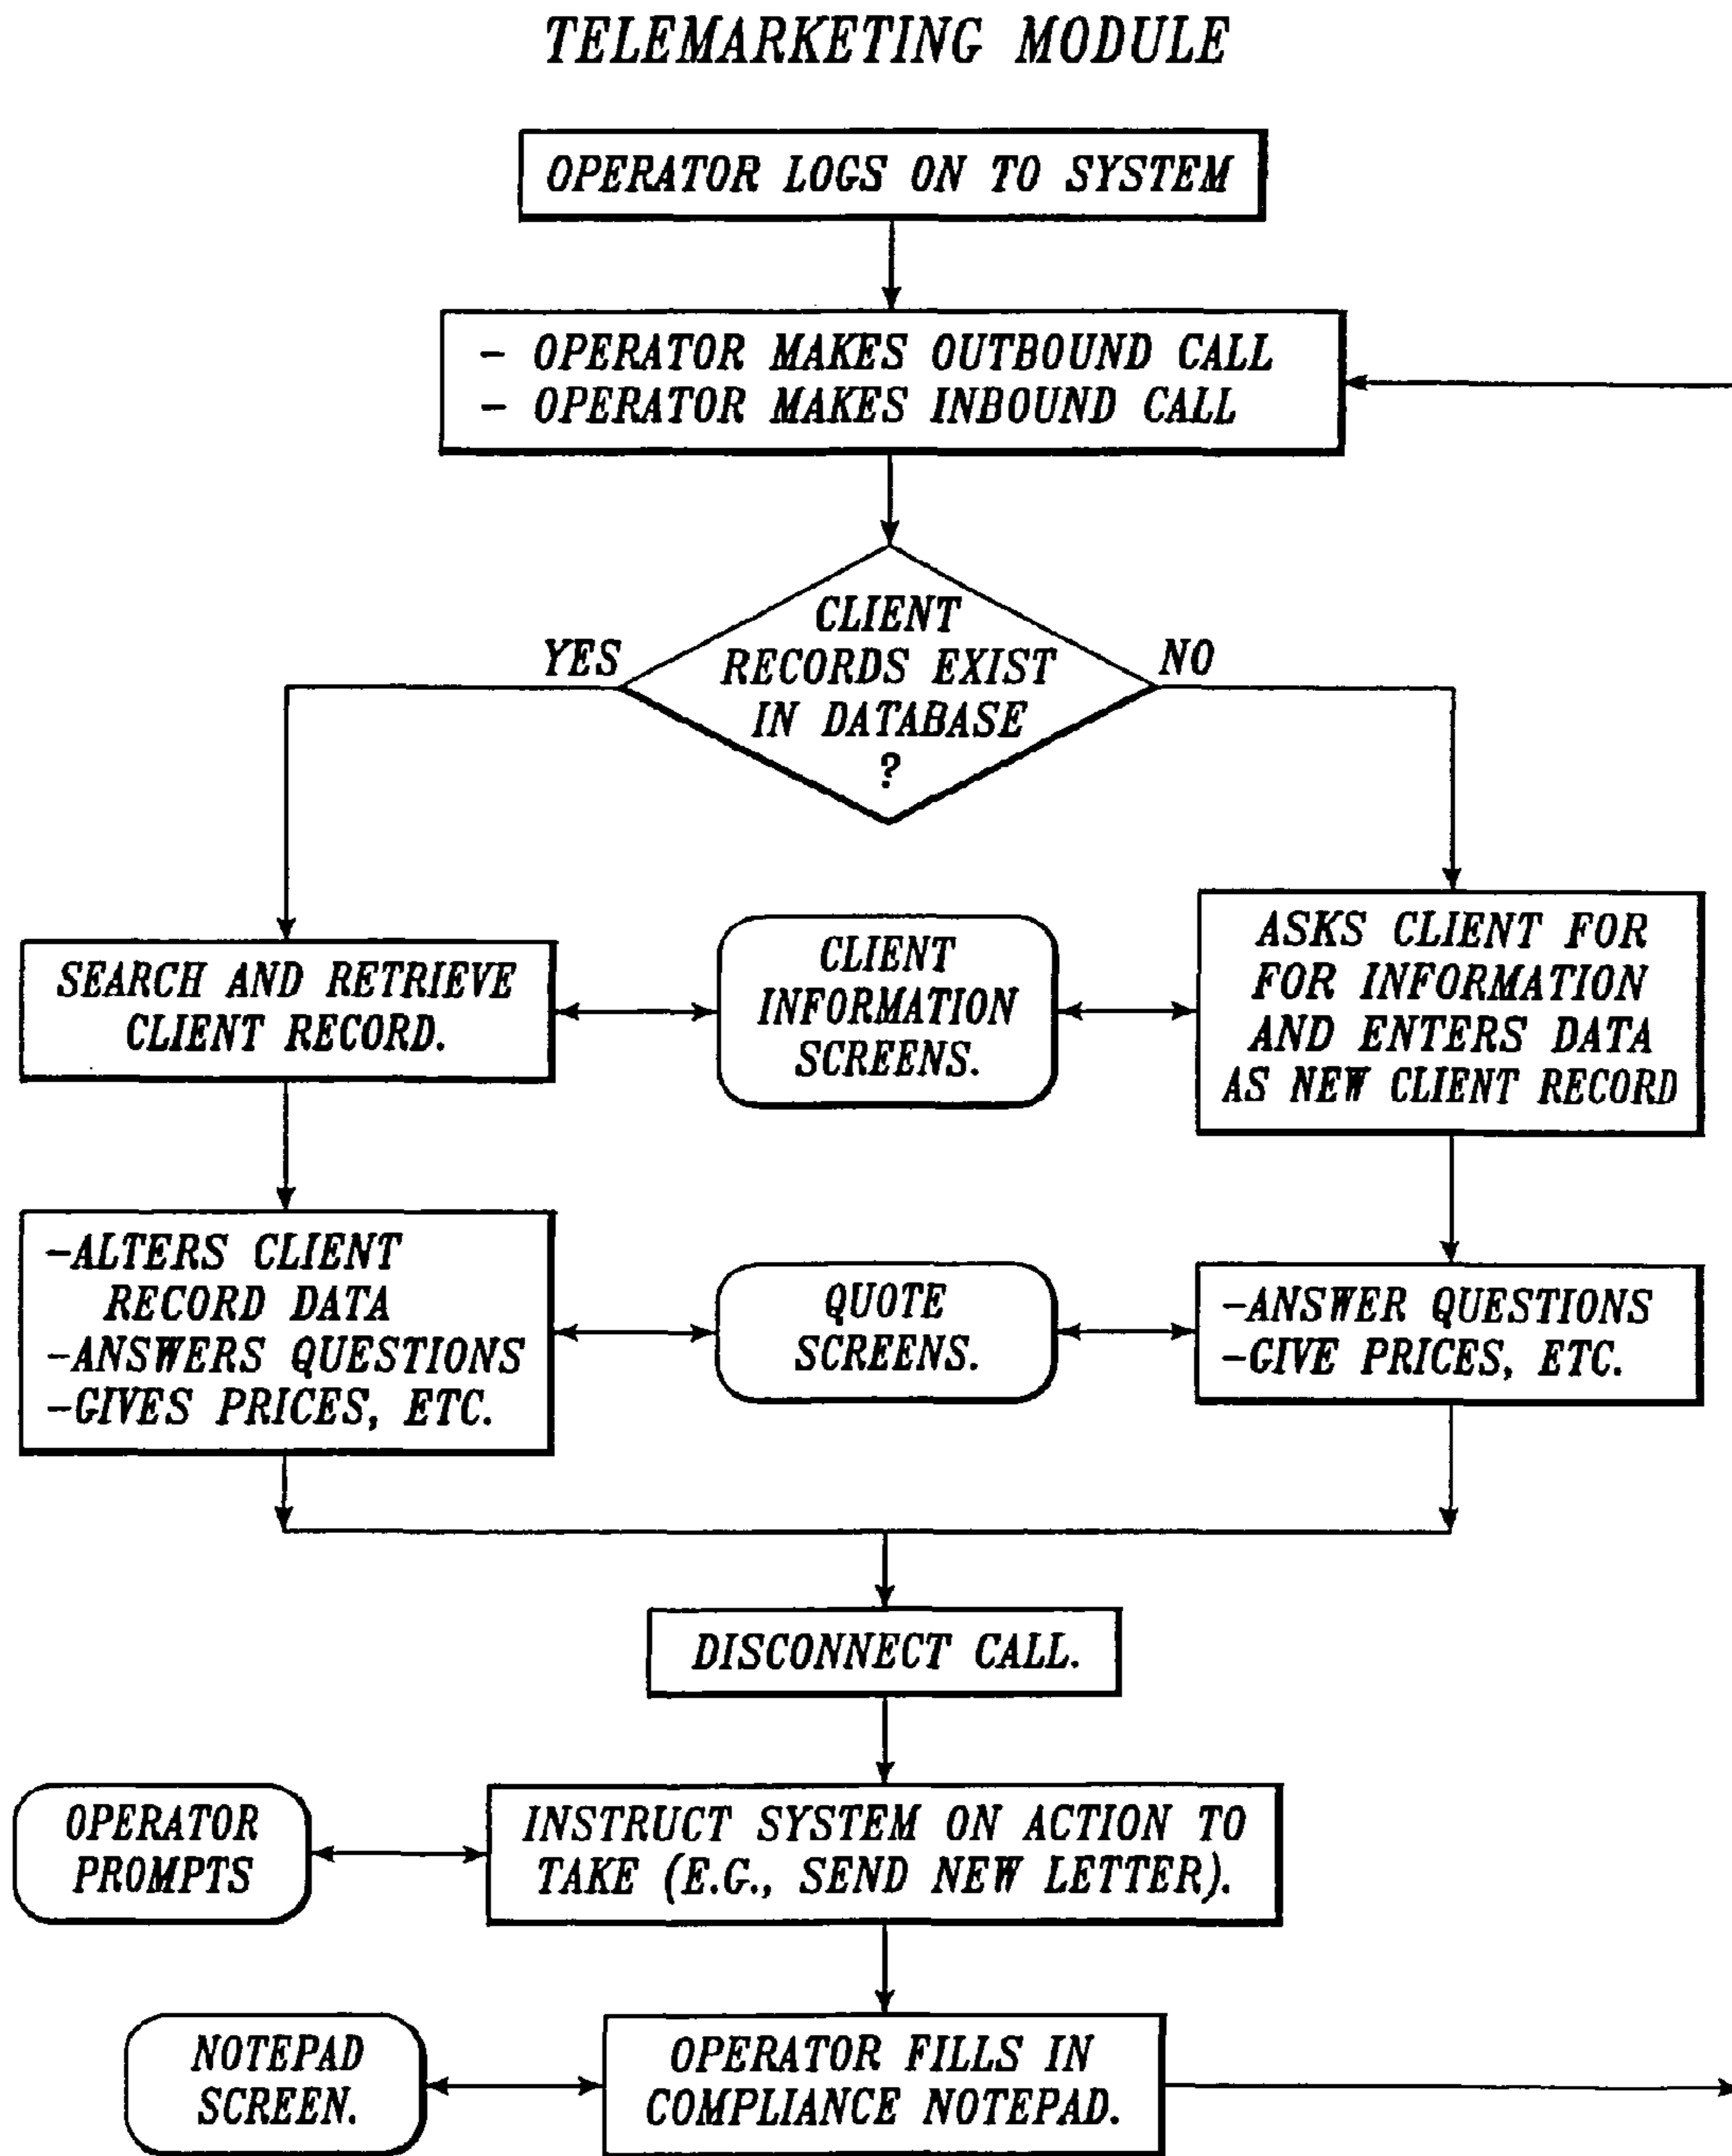 TELEMARKETING MODULE
OPERATOR LOGS ON TO SYSTEM
- OPERATOR MAKES OUTBOUND CALL
- OPERATOR MAKES INBOUND CALL
CLIENT
RECORDS EXIST
IN DATABASE
?
YES
NO
SEARCH AND RETRIEVE
CLIENT RECORD.
CLIENT
INFORMATION
SCREENS.
ASKS CLIENT FOR
FOR INFORMATION
AND ENTERS DATA
AS NEW CLIENT RECORD
-ALTERS CLIENT
RECORD DATA
-ANSWERS QUESTIONS
-GIVES PRICES, ETC.
QUOTE
SCREENS.
-ANSWER QUESTIONS
-GIVE PRICES, ETC.
DISCONNECT CALL.
OPERATOR
PROMPTS
INSTRUCT SYSTEM ON ACTION TO
TAKE (E.G., SEND NEW LETTER).
NOTEPAD
SCREEN.
OPERATOR FILLS IN
COMPLIANCE NOTEPAD.